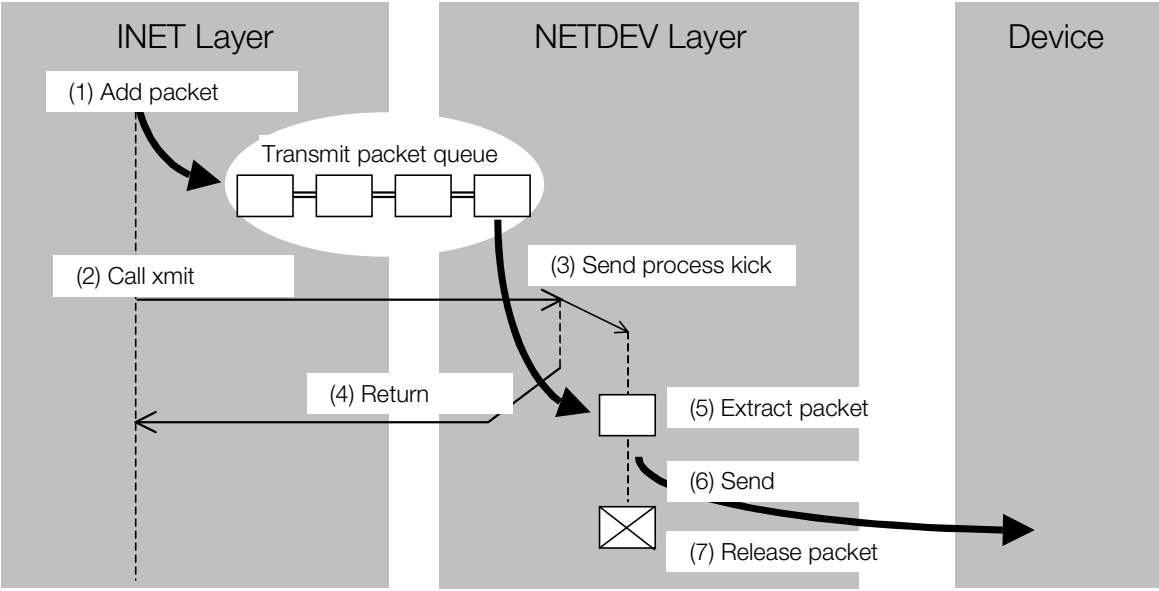 INET Layer
NETDEV Layer
Device
(1) Add packet
Transmit packet queue
(2) Call xmit
(3) Send process kick
(4) Return
(5) Extract packet
(6) Send
(7) Release packet